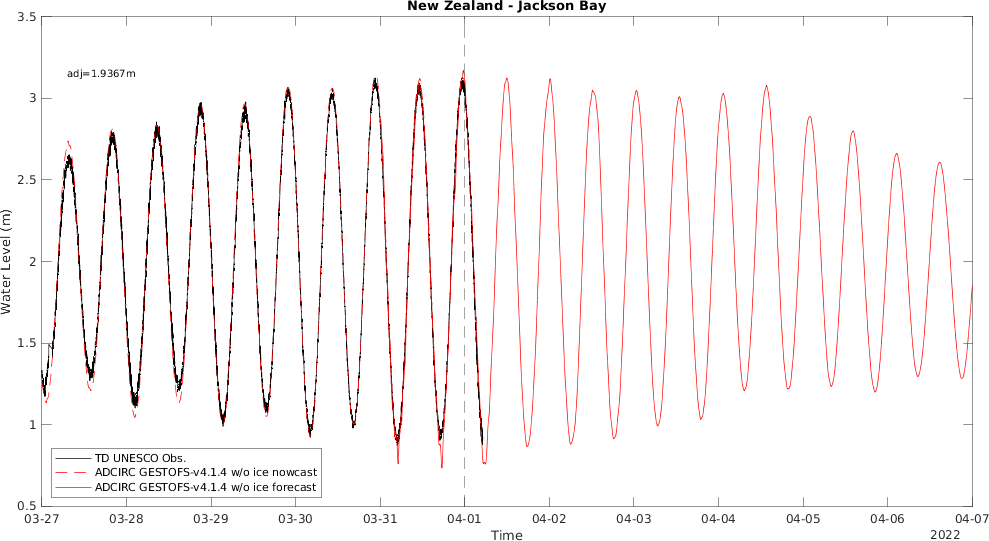 New Zealand - Jackson Bay
adj=1.9367m
3.5
3
2.5
2
1.5
1
0.5
Water Level (m)
TD UNESCO Obs.
ADCIRC GESTOFS-v4.1.4 w/o ice nowcast
ADCIRC GESTOFS-v4.1.4 w/o ice forecast
03-27 03-28 03-29 03-30 03-31 04-01 04-02 04-03 04-04 04-05 04-06 04-07
Time
2022